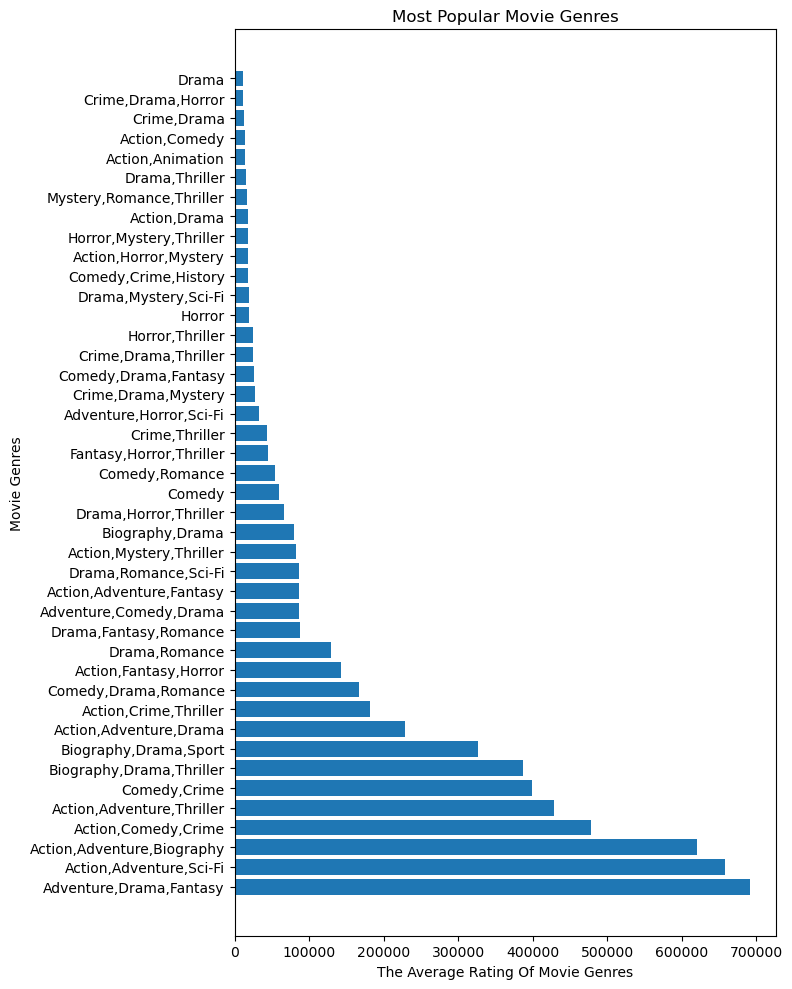 Most Popular Movie Genres
Drama
Crime,Drama,Horror
Crime,Drama
Action,Comedy
Action,Animation
Drama,Thriller
Mystery,Romance,Thriller
Action,Drama
Horror,Mystery,Thriller
Action,Horror,Mystery
Comedy,Crime,History
Drama,Mystery,Sci-Fi
Horror
Horror,Thriller
Crime,Drama,Thriller
Comedy,Drama,Fantasy
Crime,Drama,Mystery
Adventure,Horror,Sci-Fi
Crime,Thriller
Fantasy,Horror,Thriller
Comedy,Romance
Comedy
Drama,Horror,Thriller
Biography,Drama
Action,Mystery,Thriller
Drama,Romance,Sci-Fi
Action,Adventure,Fantasy
Adventure,Comedy,Drama
Drama,Fantasy,Romance
Drama,Romance
Action,Fantasy,Horror
Comedy,Drama,Romance
Action,Crime,Thriller
Action,Adventure,Drama
Biography,Drama,Sport
Biography,Drama,Thriller
Comedy,Crime
Action,Adventure,Thriller
Action,Comedy,Crime
Action,Adventure,Biography
Action,Adventure,Sci-Fi
Adventure,Drama,Fantasy
Movie Genres
0 100000 200000 300000 400000 500000 600000 700000
The Average Rating Of Movie Genres